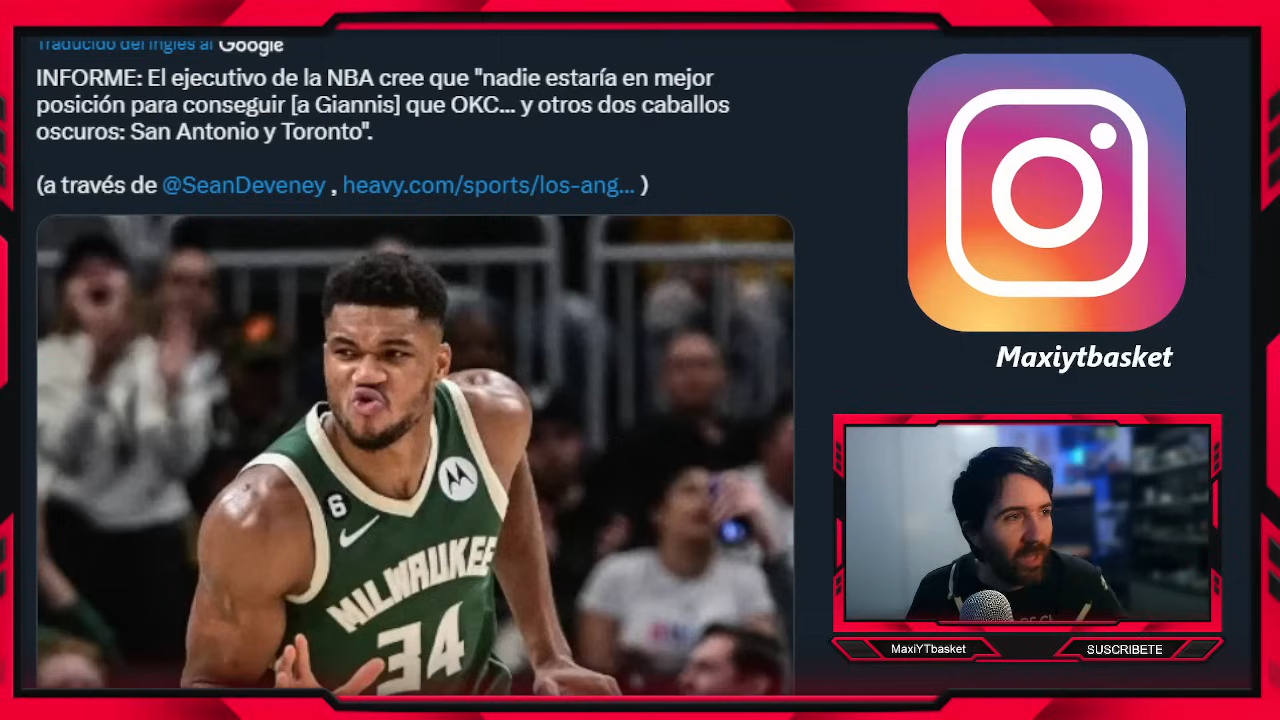 Traducido del inglés al Google
INFORME: El ejecutivo de la NBA cree que "nadie estaría en mejor
posición para conseguir [a Giannis] que OKC... y otros dos caballos
oscuros: San Antonio y Toronto".
(a través de @SeanDeveney , heavy.com/sports/los-ang... )
6
MILWAUKEE
34
Maxiytbasket
MaxiYTbasket
SUSCRIBETE